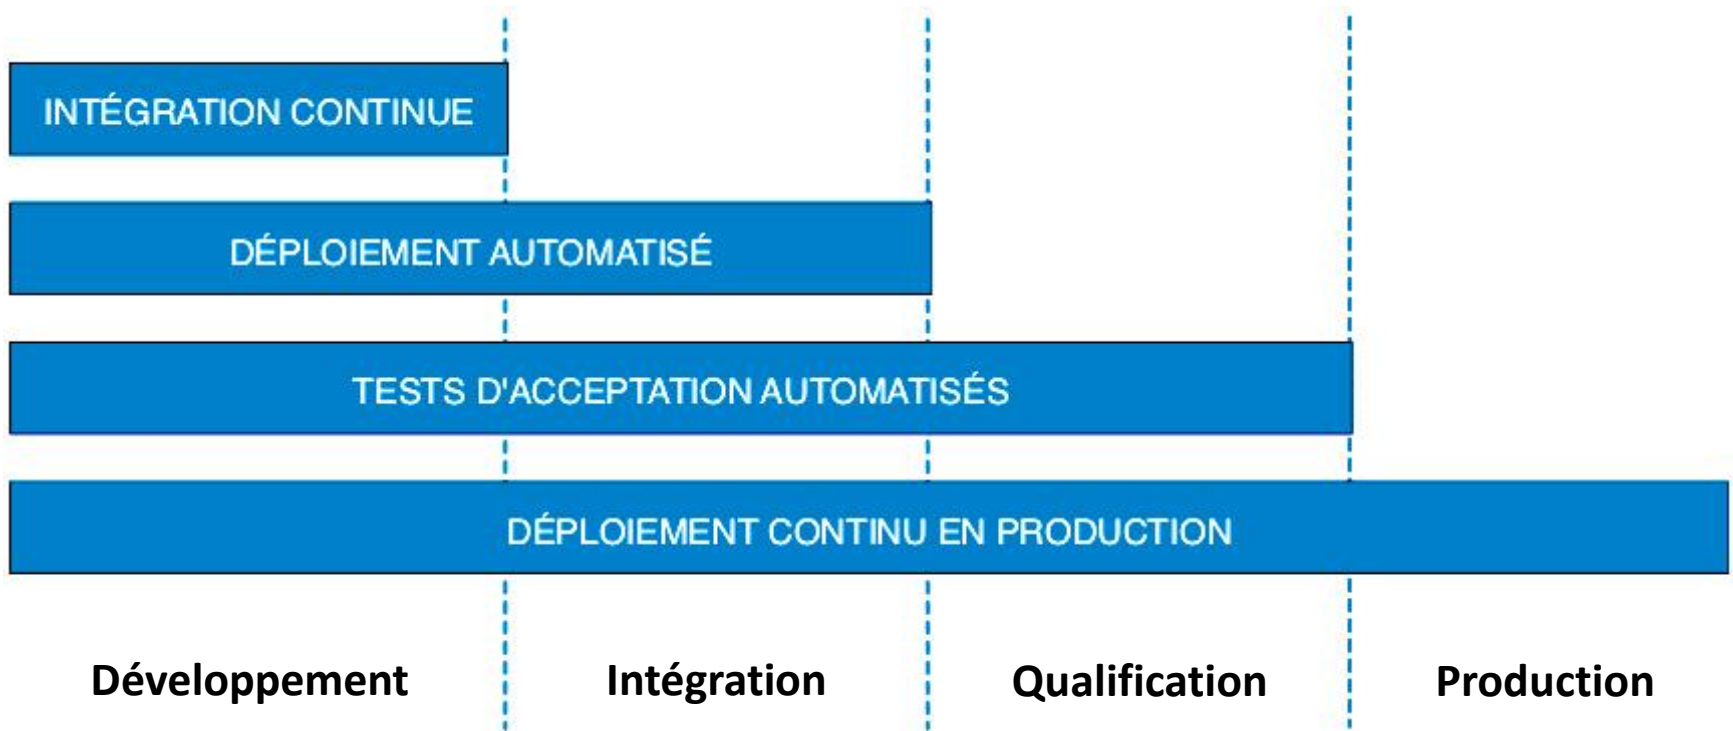 INTÉGRATION CONTINUE
DÉPLOIEMENT AUTOMATISÉ
TESTS D'ACCEPTATION AUTOMATISÉS
DÉPLOIEMENT CONTINU EN PRODUCTION
Développement
Intégration
Qualification
Production